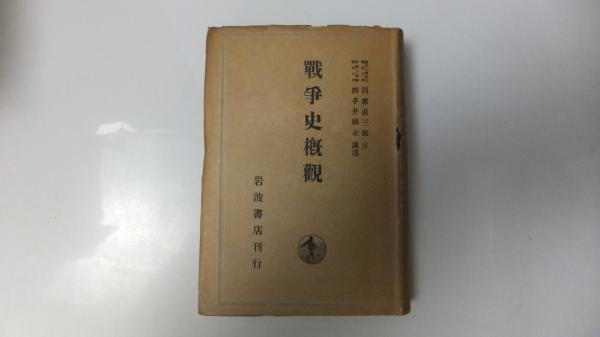 岡部直三郎 序
四手井綱正 講述
戰爭史槪觀
岩波書店刊行